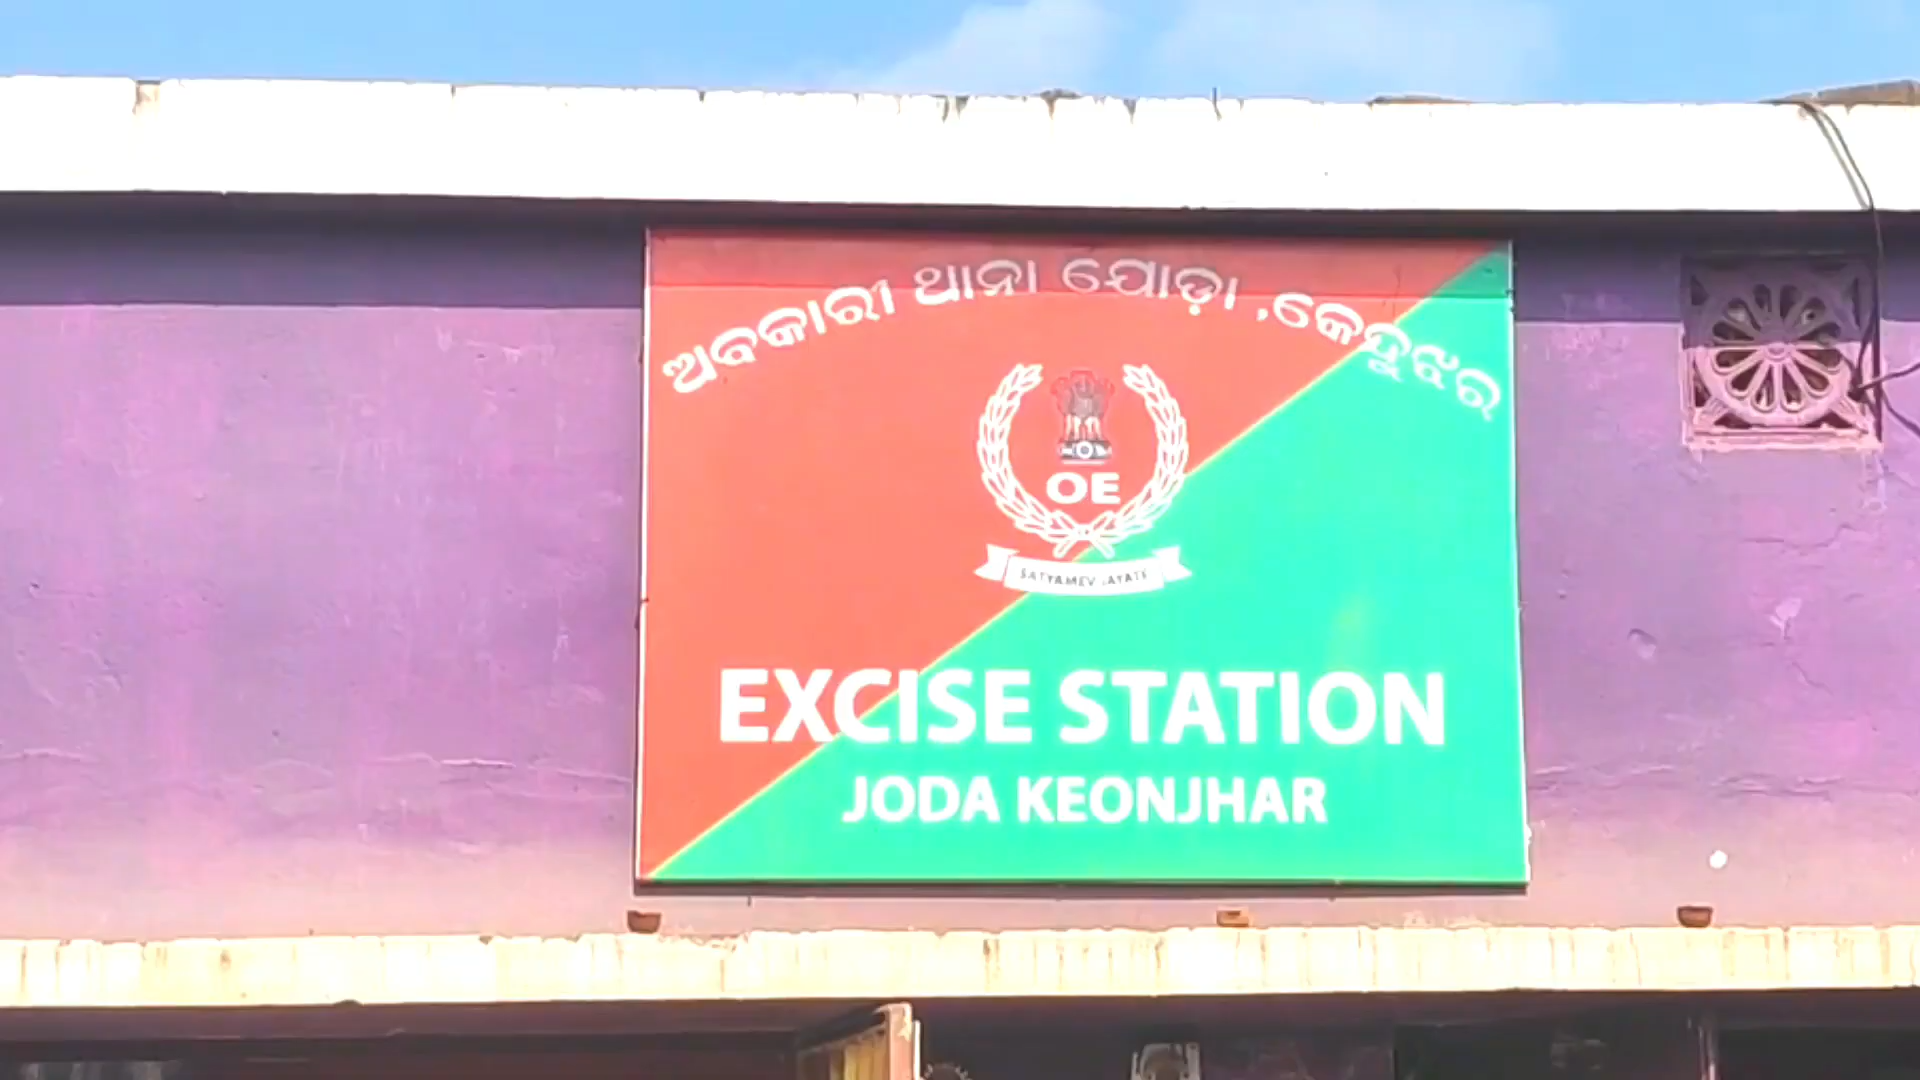 ଅବକାରୀ ଥାନା ଯୋଡ଼ା ,କେନ୍ଦୁଝର
OE
SATYAMEV JAYATE
EXCISE STATION
JODA KEONJHAR